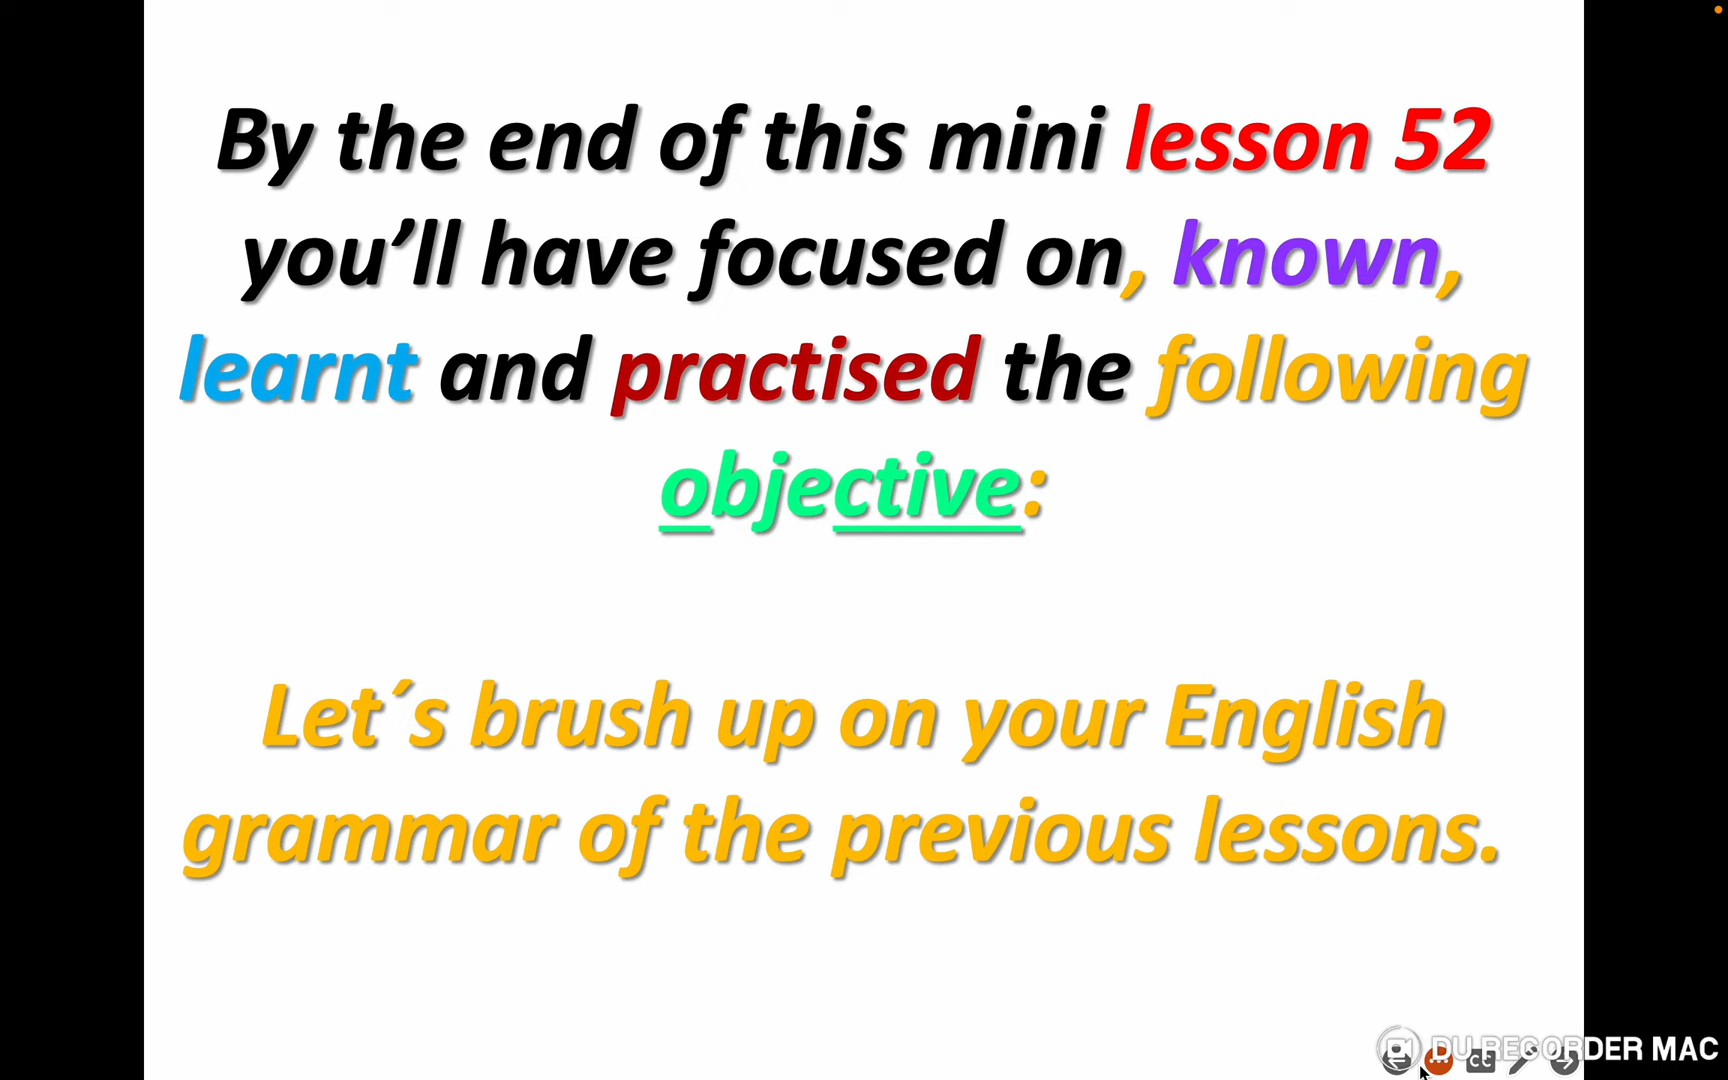 By the end of this mini lesson 52
you’ll have focused on, known,
learnt and practised the following
objective:
Let´s brush up on your English
grammar of the previous lessons.
DU RECORDER MAC
CC